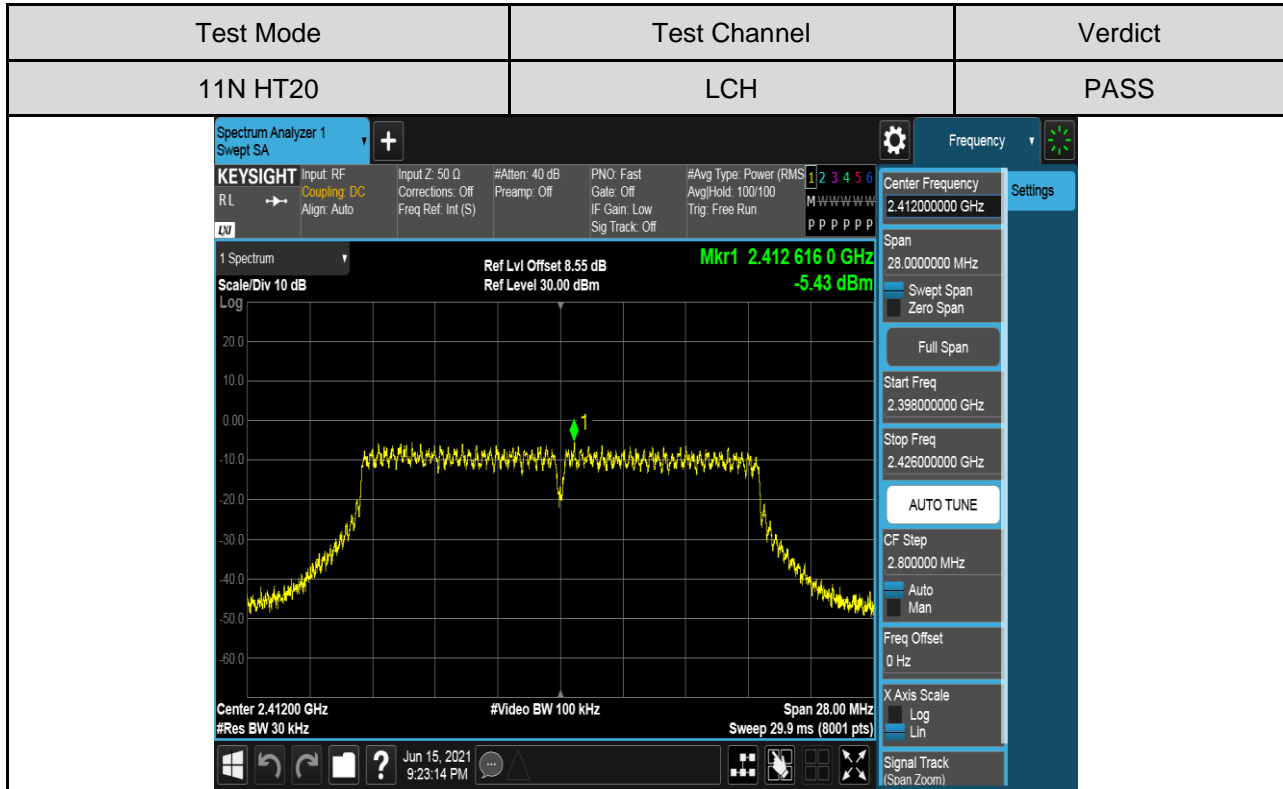 Test Mode Test Channel Verdict
11N HT20 LCH PASS
Spectrum Analyzer 1
Swept SA
+
Frequency
KEYSIGHT
RL
LXI
Input: RF
Coupling: DC
Align: Auto
Input Z: 50 Ω
Corrections: Off
Freq Ref: Int (S)
#Atten: 40 dB
Preamp: Off
PNO: Fast
Gate: Off
IF Gain: Low
Sig Track: Off
#Avg Type: Power (RMS
Avg|Hold: 100/100
Trig: Free Run
1 2 3 4 5 6
M W W W W W
P P P P P P
1 Spectrum
Scale/Div 10 dB
Ref Lvl Offset 8.55 dB
Ref Level 30.00 dBm
Mkr1 2.412 616 0 GHz
-5.43 dBm
Log
20.0
10.0
0.00
-10.0
-20.0
-30.0
-40.0
-50.0
-60.0
1
Center 2.41200 GHz
#Res BW 30 kHz
#Video BW 100 kHz
Span 28.00 MHz
Sweep 29.9 ms (8001 pts)
Jun 15, 2021
9:23:14 PM
?
Center Frequency
2.412000000 GHz
Settings
Span
28.0000000 MHz
Swept Span
Zero Span
Full Span
Start Freq
2.398000000 GHz
Stop Freq
2.426000000 GHz
AUTO TUNE
CF Step
2.800000 MHz
Auto
Man
Freq Offset
0 Hz
X Axis Scale
Log
Lin
Signal Track
(Span Zoom)